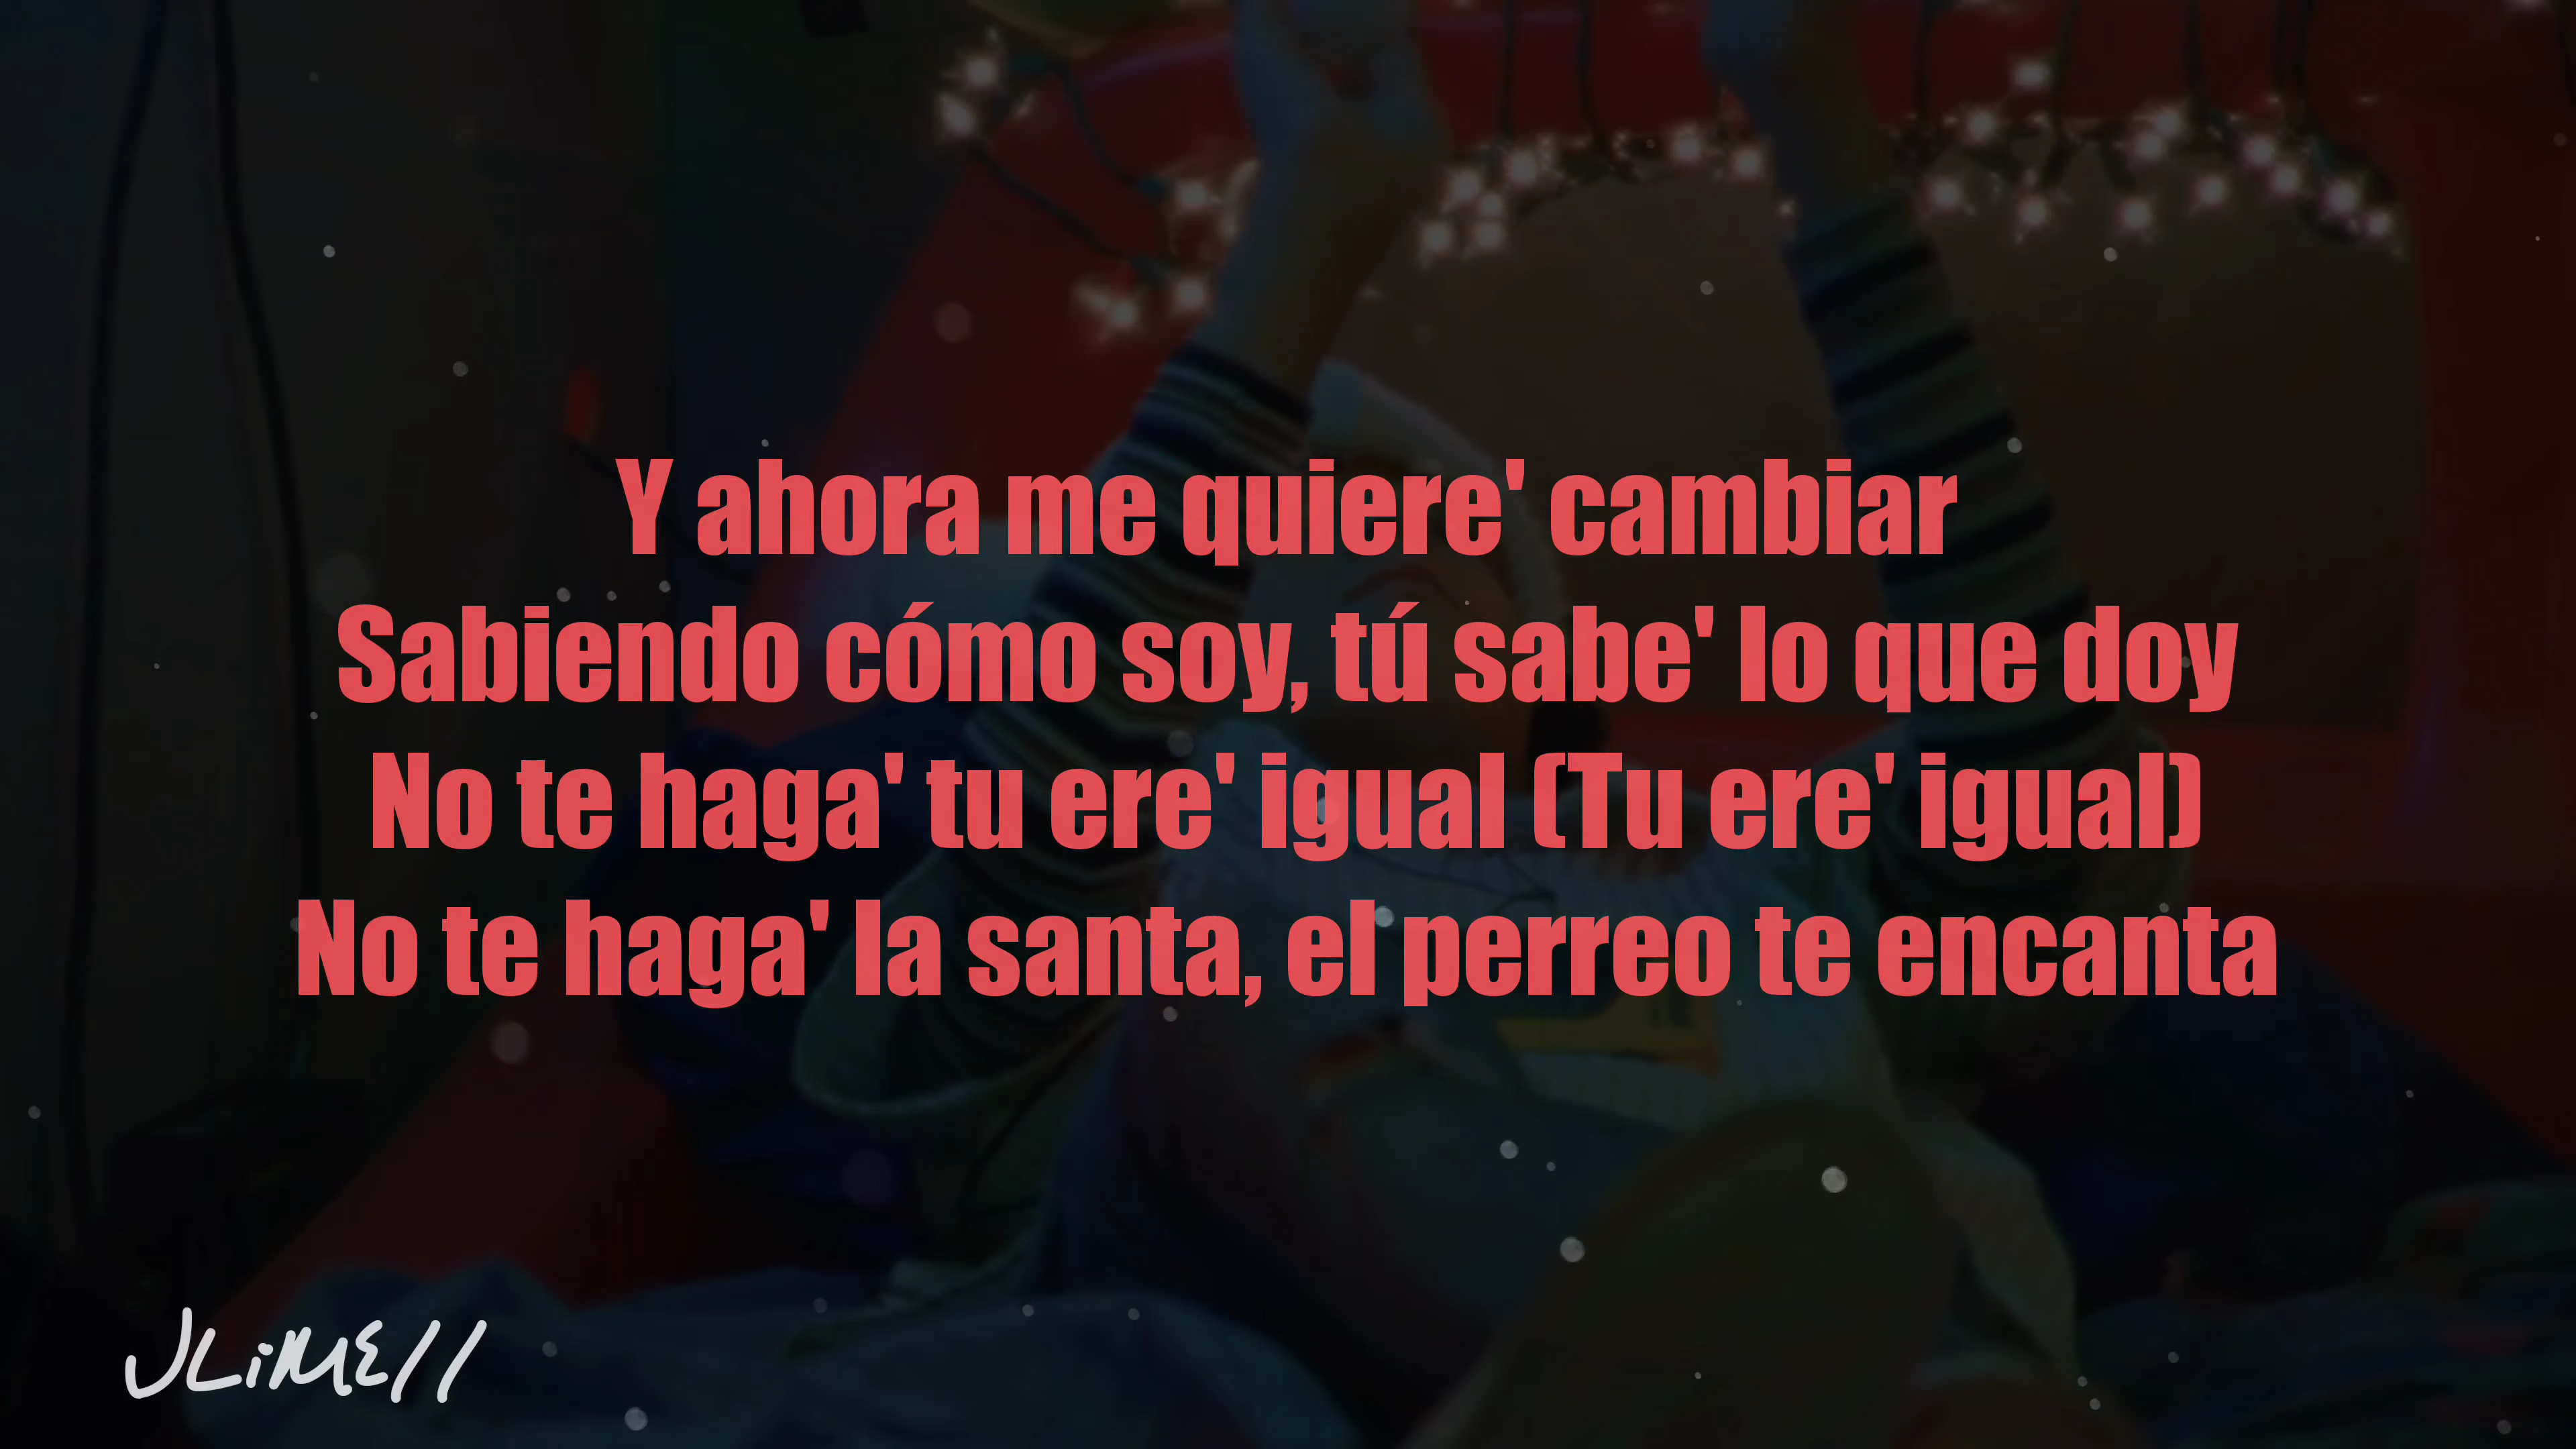 Y ahora me quiere' cambiar
Sabiendo cómo soy, tú sabe' lo que doy
No te haga' tu ere' igual (Tu ere' igual)
No te haga' la santa, el perreo te encanta
JLiMEll